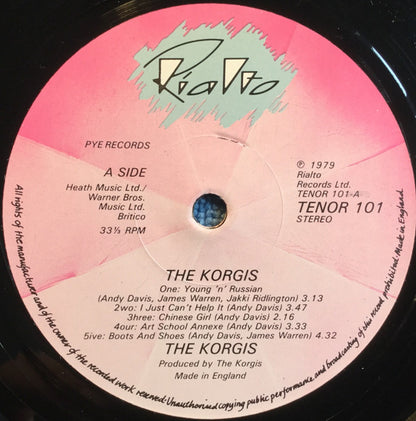 Rialto
PYE RECORDS
A SIDE
Heath Music Ltd./
Warner Bros.
Music Ltd.
Britico
33⅓ RPM
℗ 1979
Rialto
Records Ltd.
TENOR 101-A
TENOR 101
STEREO
THE KORGIS
One: Young 'n' Russian
(Andy Davis, James Warren, Jakki Ridlington) 3.13
2wo: I Just Can't Help It (Andy Davis) 3.47
3hree: Chinese Girl (Andy Davis) 2.16
4our: Art School Annexe (Andy Davis) 3.33
5ive: Boots And Shoes (Andy Davis, James Warren) 4.32
THE KORGIS
Produced by The Korgis
Made in England
All rights of the manufacturer and of the owner of the recorded work reserved. Unauthorised copying public performance and broadcasting of this record prohibited. Made in England.